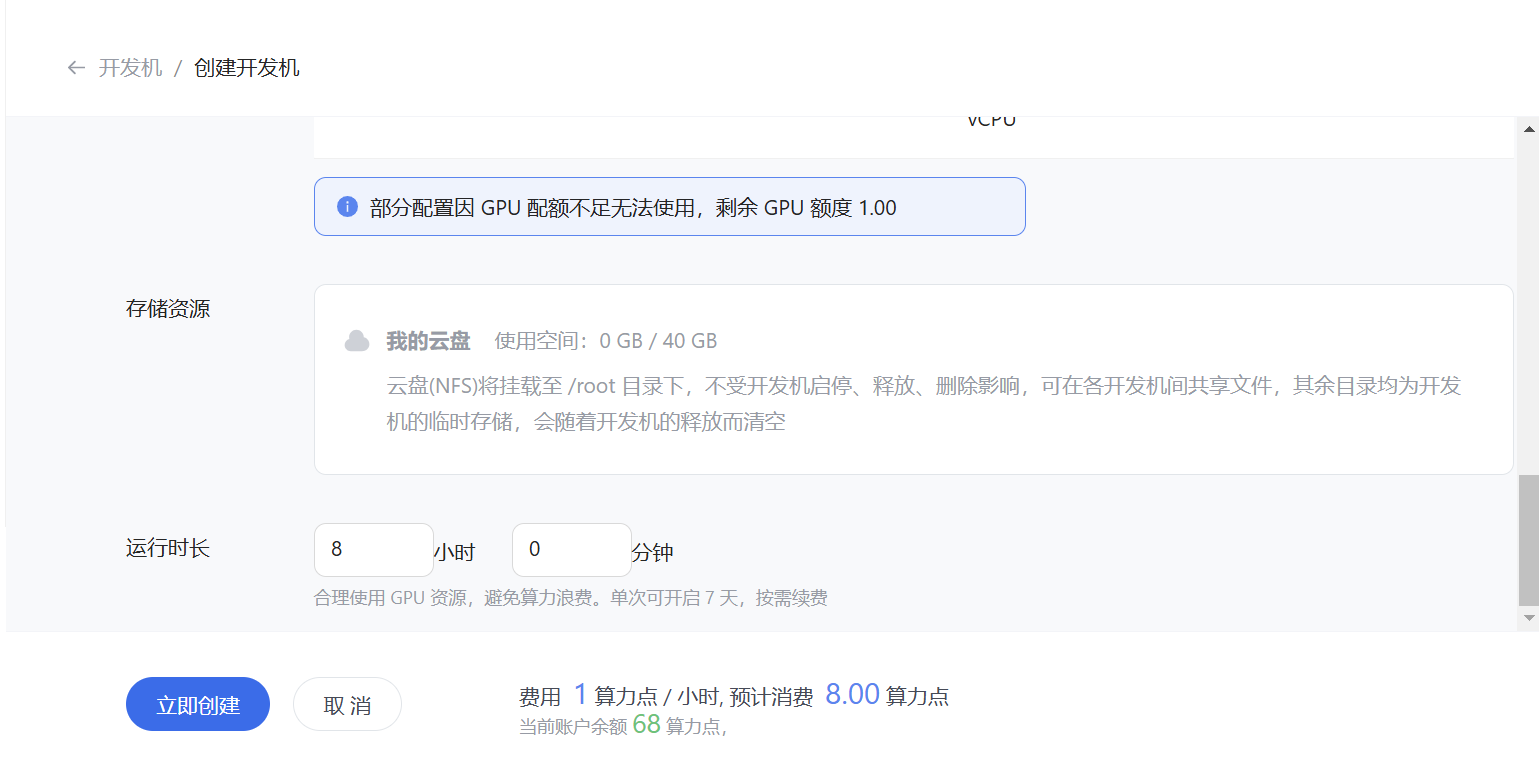 ← 开发机 / 创建开发机
vCPU
部分配置因 GPU 配额不足无法使用，剩余 GPU 额度 1.00
存储资源
我的云盘 使用空间：0 GB / 40 GB
云盘(NFS)将挂载至 /root 目录下，不受开发机启停、释放、删除影响，可在各开发机间共享文件，其余目录均为开发
机的临时存储，会随着开发机的释放而清空
运行时长 8 小时 0 分钟
合理使用 GPU 资源，避免算力浪费。单次可开启 7 天，按需续费
立即创建 取 消 费用 1 算力点 / 小时, 预计消费 8.00 算力点
当前账户余额 68 算力点,